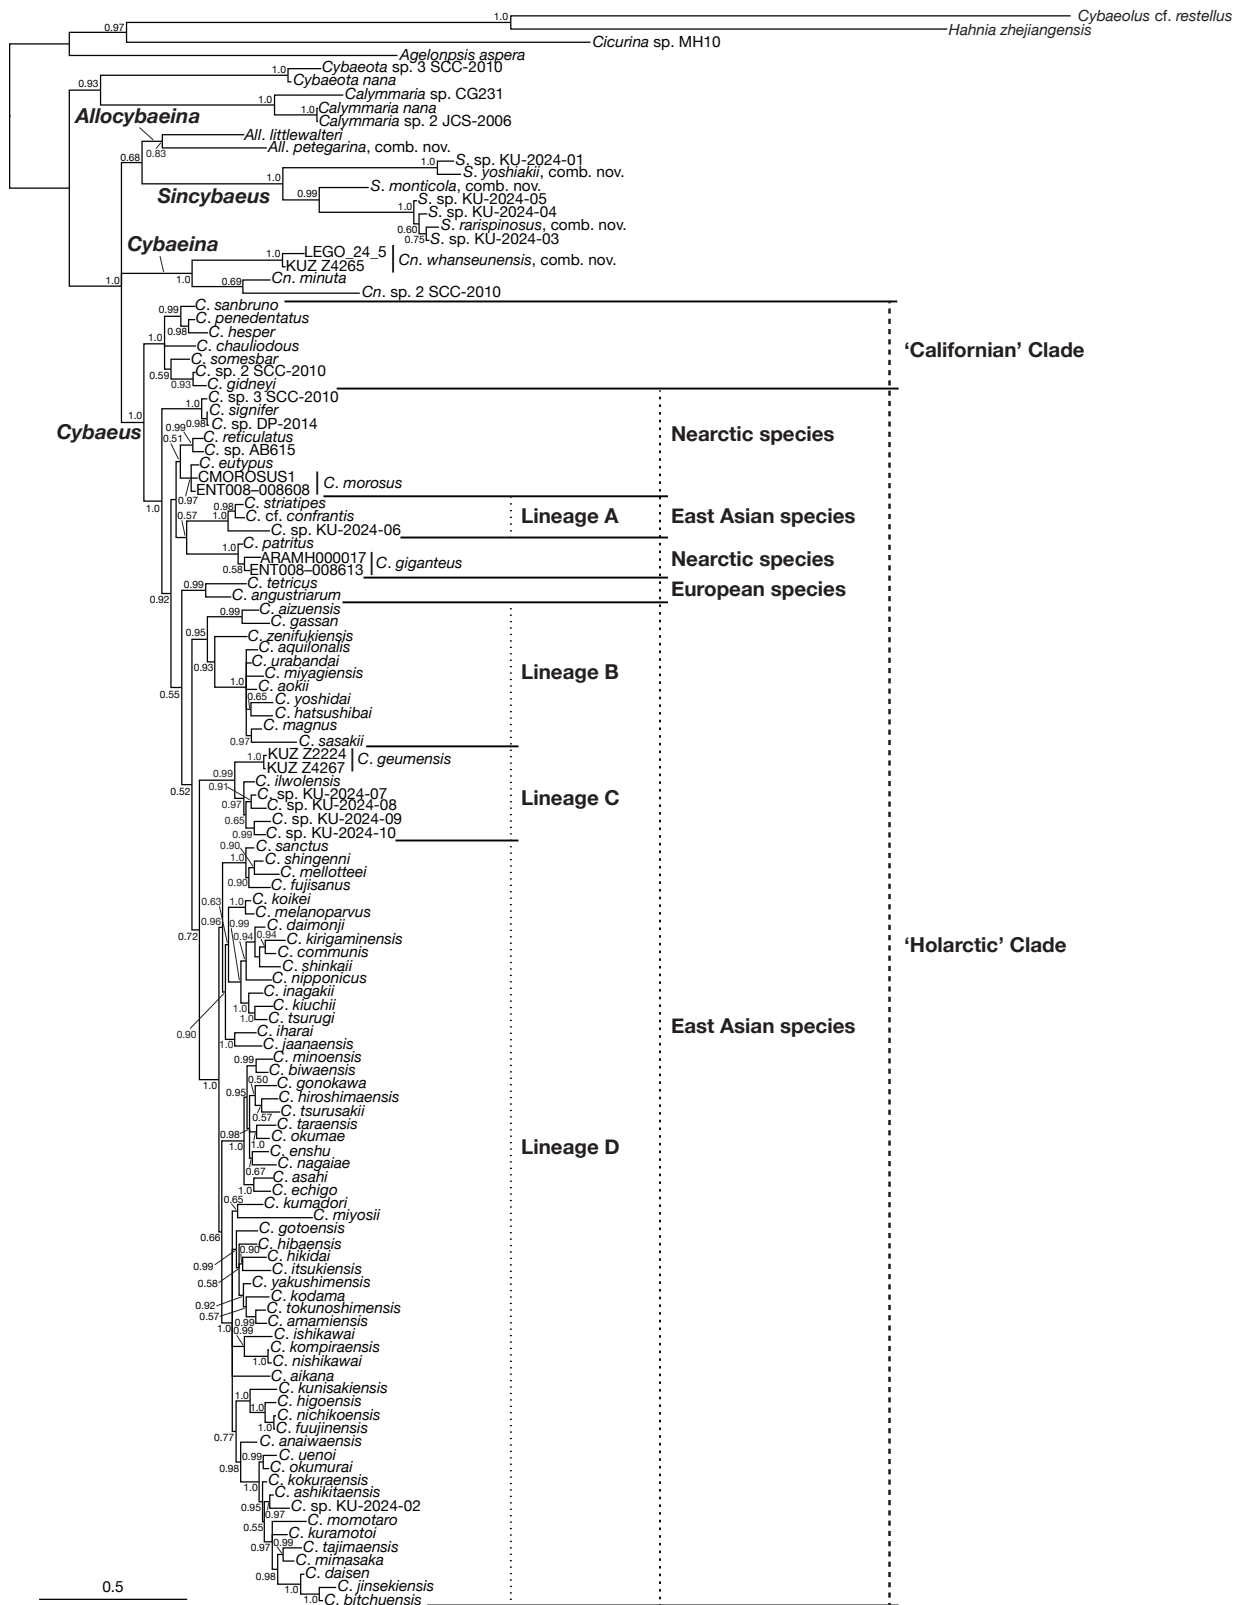 1.0
Cybaeolus cf. restellus
0.97
Hahnia zhejiangensis
Cicurina sp. MH10
Agelonpsis aspera
1.0
Cybaeota sp. 3 SCC-2010
Cybaeota nana
0.93
Calymmaria sp. CG231
1.0
Calymmaria nana
1.0
Calymmaria sp. 2 JCS-2006
Allocybaeina
All. littlewalteri
0.83
All. petegarina, comb. nov.
0.68
1.0
S. sp. KU-2024-01
S. yoshiakii, comb. nov.
1.0
Sincybaeus
S. monticola, comb. nov.
0.99
S. sp. KU-2024-05
1.0
S. sp. KU-2024-04
S. rarispinosus, comb. nov.
0.60
0.75
S. sp. KU-2024-03
Cybaeina
1.0
LEGO_24_5
KUZ Z4265
Cn. whanseunensis, comb. nov.
1.0
1.0
0.69
Cn. minuta
Cn. sp. 2 SCC-2010
C. sanbruno
0.99
C. penedentatus
0.98
C. hesper
1.0
C. chauliodous
C. somesbar
0.59
C. sp. 2 SCC-2010
0.93
C. gidneyi
'Californian' Clade
C. sp. 3 SCC-2010
1.0
C. signifer
1.0
0.98
C. sp. DP-2014
Cybaeus
0.99
C. reticulatus
0.51
C. sp. AB615
Nearctic species
C. eutypus
CMOROSUS1
ENT008–008608
C. morosus
0.97
1.0
C. striatipes
0.98
C. cf. confrantis
1.0
0.57
C. sp. KU-2024-06
Lineage A
East Asian species
C. patritus
1.0
ARAMH000017
0.58
ENT008–008613
C. giganteus
Nearctic species
0.99
C. tetricus
0.92
C. angustriarum
European species
C. aizuensis
0.99
C. gassan
0.95
C. zenifukiensis
C. aquilonalis
0.93
C. urabandai
C. miyagiensis
1.0
C. aokii
0.55
0.65
C. yoshidai
C. hatsushibai
C. magnus
0.97
C. sasakii
Lineage B
1.0
KUZ Z2224
KUZ Z4267
C. geumensis
0.99
C. ilwolensis
0.91
0.52
C. sp. KU-2024-07
0.97
C. sp. KU-2024-08
0.65
C. sp. KU-2024-09
0.99
C. sp. KU-2024-10
Lineage C
0.90
C. sanctus
1.0
C. shingenni
C. mellotteei
0.90
C. fujisanus
0.63
1.0
C. koikei
C. melanoparvus
0.96
0.99
C. daimonji
0.72
0.94
0.94
C. kirigaminensis
C. communis
C. shinkaii
C. nipponicus
'Holarctic' Clade
C. inagakii
1.0
C. kiuchii
1.0
C. tsurugi
0.90
C. iharai
1.0
C. jaanaensis
East Asian species
0.99
C. minoensis
C. biwaensis
1.0
0.50
C. gonokawa
0.95
C. hiroshimaensis
C. tsurusakii
0.57
C. taraensis
0.98
C. okumae
1.0
1.0
C. enshu
C. nagaiae
0.67
C. asahi
1.0
C. echigo
Lineage D
0.65
C. kumadori
C. miyosii
0.66
C. gotoensis
C. hibaensis
0.90
C. hikidai
0.99
C. itsukiensis
0.58
C. yakushimensis
C. kodama
0.92
C. tokunoshimensis
0.57
0.99
C. amamiensis
1.0
0.99
C. ishikawai
C. kompiraensis
1.0
C. nishikawai
C. aikana
C. kunisakiensis
1.0
C. higoensis
1.0
C. nichikoensis
1.0
C. fuujinensis
0.77
C. anaiwaensis
C. uenoi
0.99
C. okumurai
0.98
C. kokuraensis
1.0
C. ashikitaensis
0.95
C. sp. KU-2024-02
0.97
C. momotaro
0.55
C. kuramotoi
0.97
0.99
C. tajimaensis
C. mimasaka
0.98
C. daisen
C. jinsekiensis
1.0
1.0
C. bitchuensis
0.5